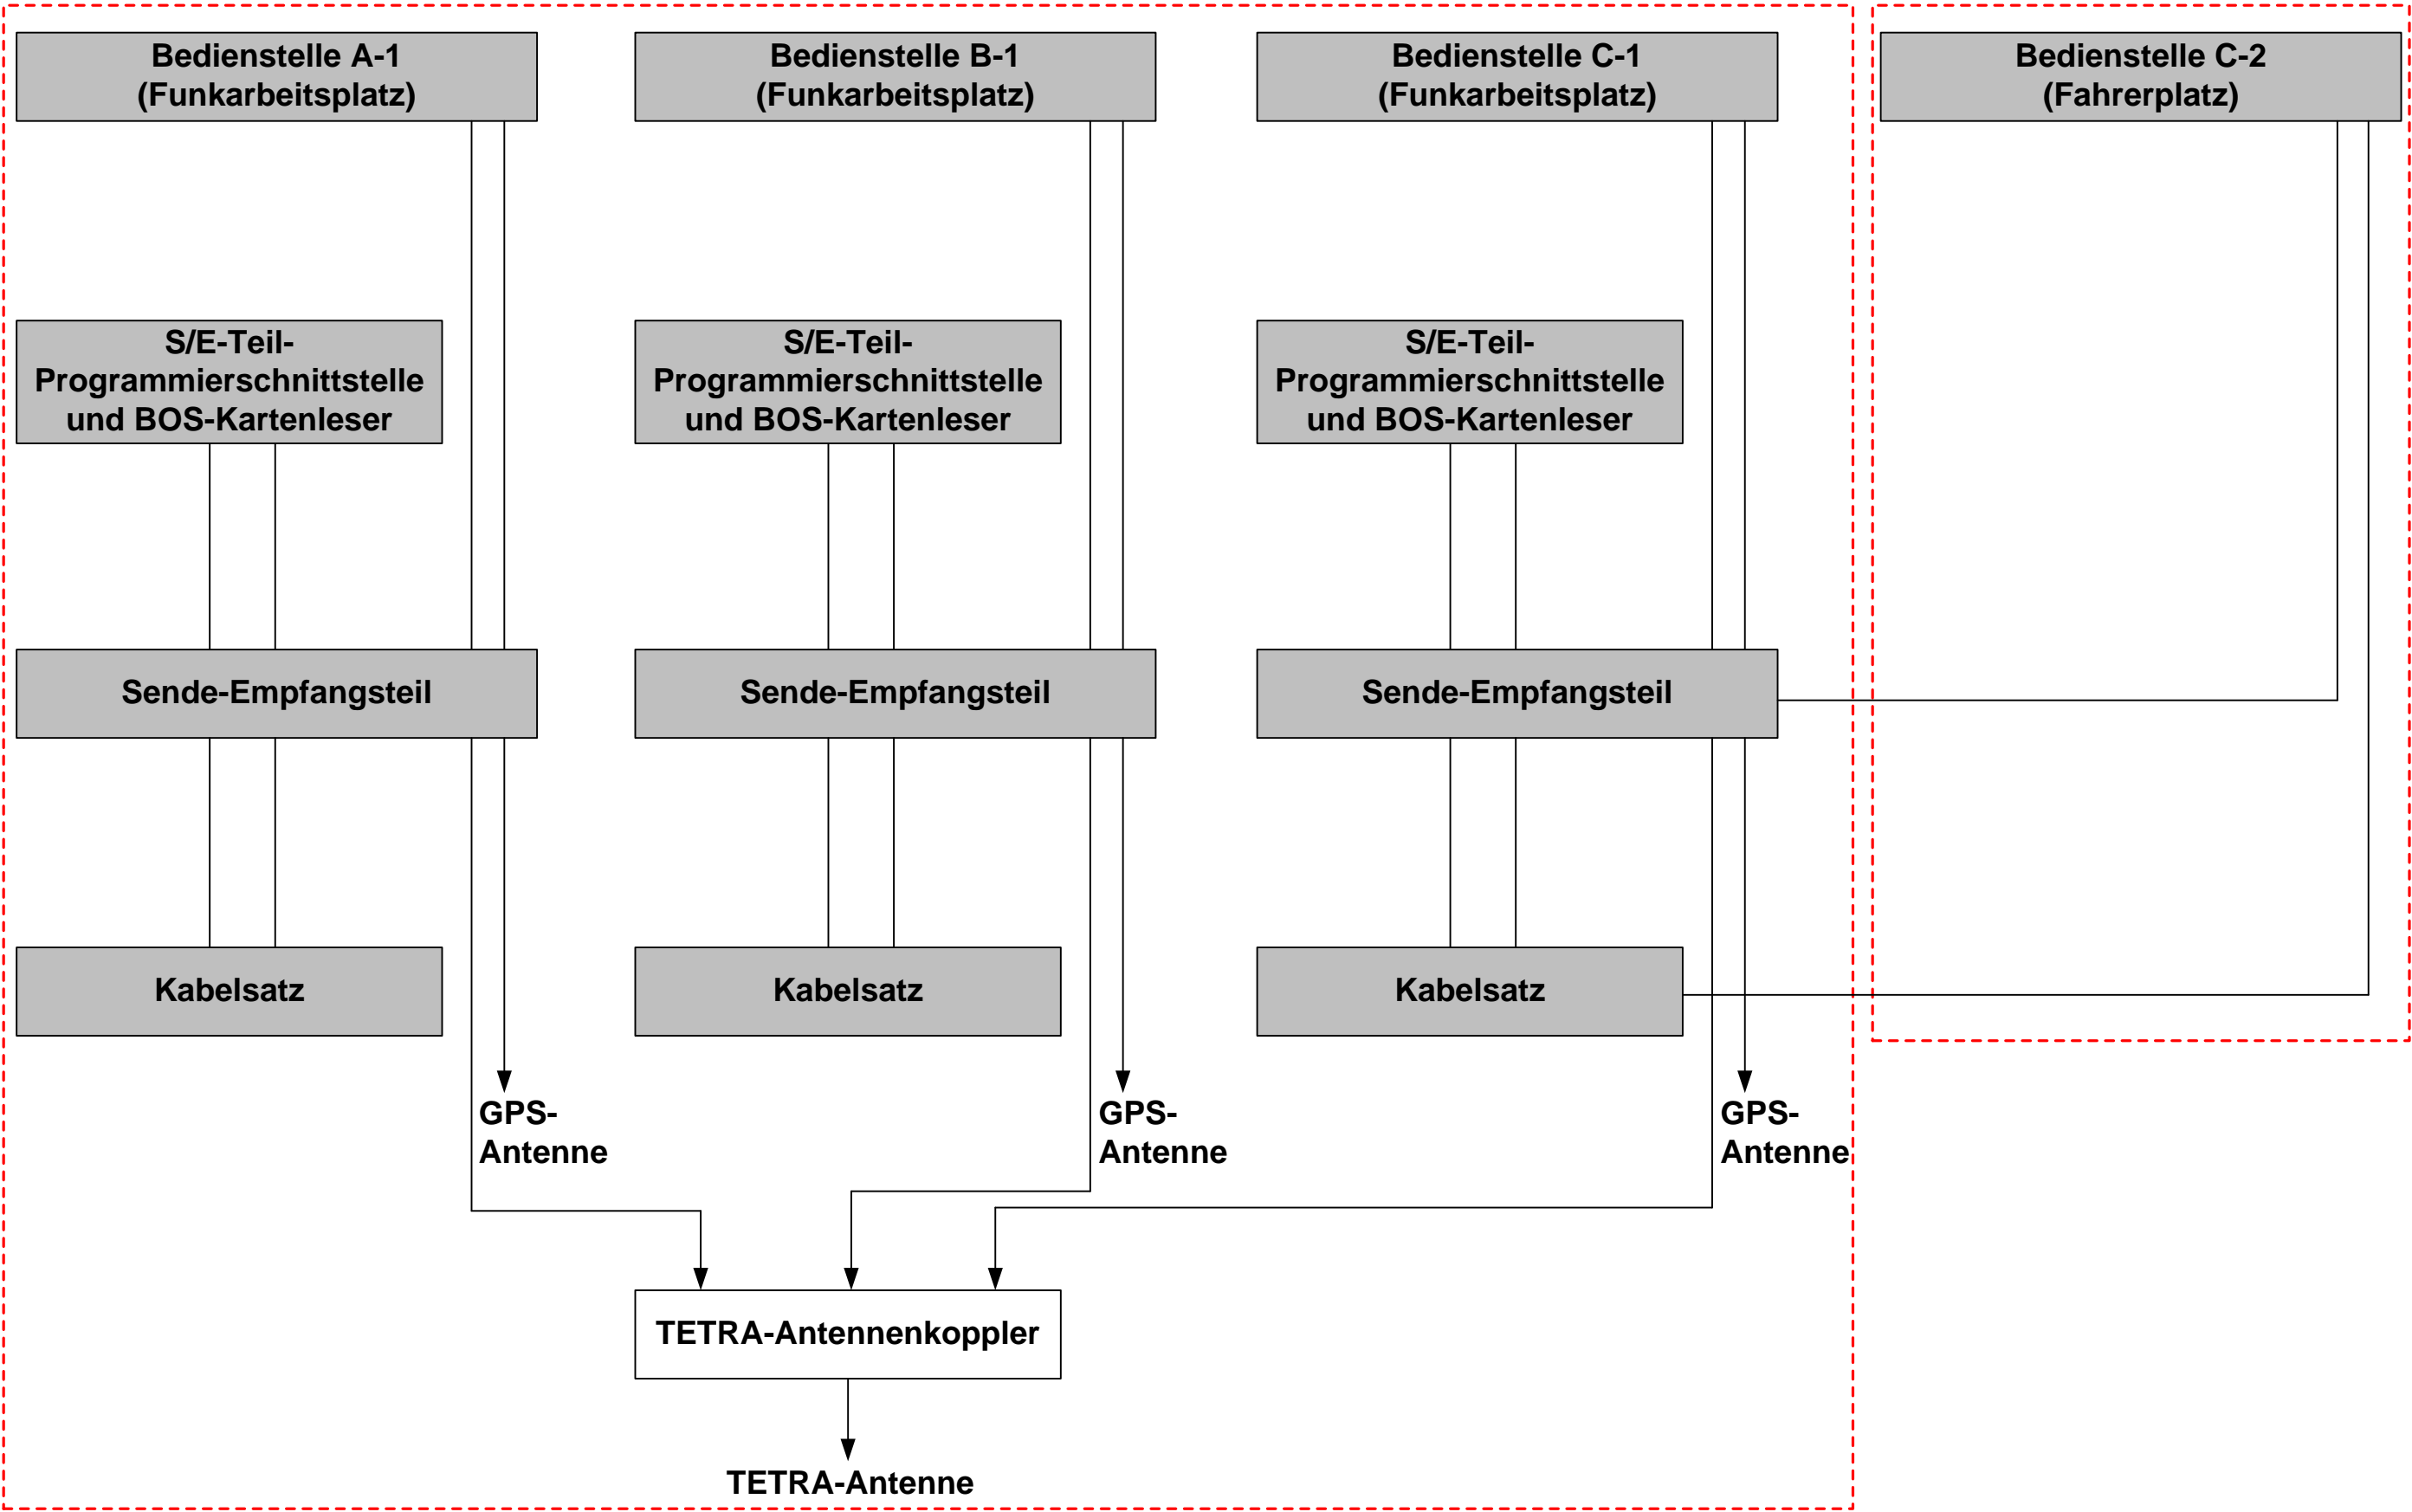 Bedienstelle A-1
(Funkarbeitsplatz)
Bedienstelle B-1
(Funkarbeitsplatz)
Bedienstelle C-1
(Funkarbeitsplatz)
Bedienstelle C-2
(Fahrerplatz)
S/E-Teil-
Programmierschnittstelle
und BOS-Kartenleser
S/E-Teil-
Programmierschnittstelle
und BOS-Kartenleser
S/E-Teil-
Programmierschnittstelle
und BOS-Kartenleser
Sende-Empfangsteil
Sende-Empfangsteil
Sende-Empfangsteil
Kabelsatz
Kabelsatz
Kabelsatz
GPS-
Antenne
GPS-
Antenne
GPS-
Antenne
TETRA-Antennenkoppler
TETRA-Antenne